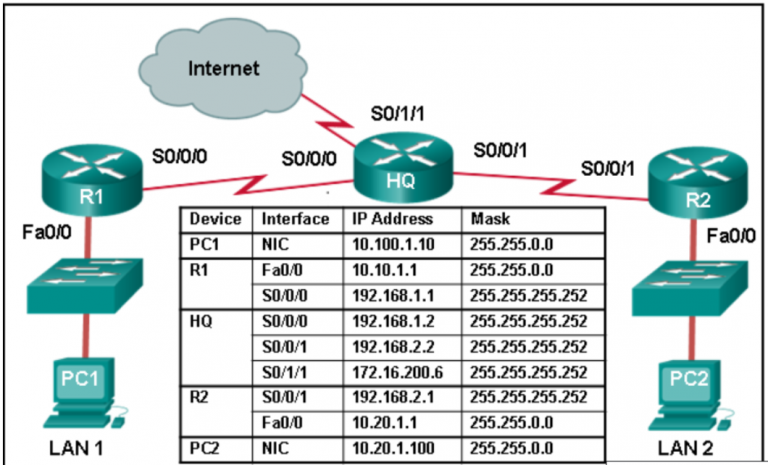 Internet
S0/1/1
S0/0/0 S0/0/0 S0/0/1 S0/0/1
R1 HQ R2
Fa0/0 Fa0/0
Device Interface IP Address Mask
PC1 NIC 10.100.1.10 255.255.0.0
R1 Fa0/0 10.10.1.1 255.255.0.0
S0/0/0 192.168.1.1 255.255.255.252
HQ S0/0/0 192.168.1.2 255.255.255.252
S0/0/1 192.168.2.2 255.255.255.252
S0/1/1 172.16.200.6 255.255.255.252
R2 S0/0/1 192.168.2.1 255.255.255.252
Fa0/0 10.20.1.1 255.255.0.0
PC2 NIC 10.20.1.100 255.255.0.0
PC1 PC2
LAN 1 LAN 2